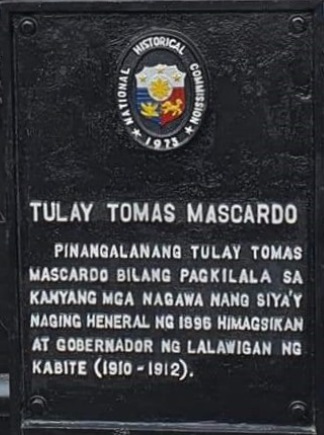 NATIONAL HISTORICAL COMMISSION
1973
TULAY TOMAS MASCARDO
PINANGALANANG TULAY TOMAS
MASCARDO BILANG PAGKILALA SA
KANYANG MGA NAGAWA NANG SIYA'Y
NAGING HENERAL NG 1896 HIMAGSIKAN
AT GOBERNADOR NG LALAWIGAN NG
KABITE (1910-1912).